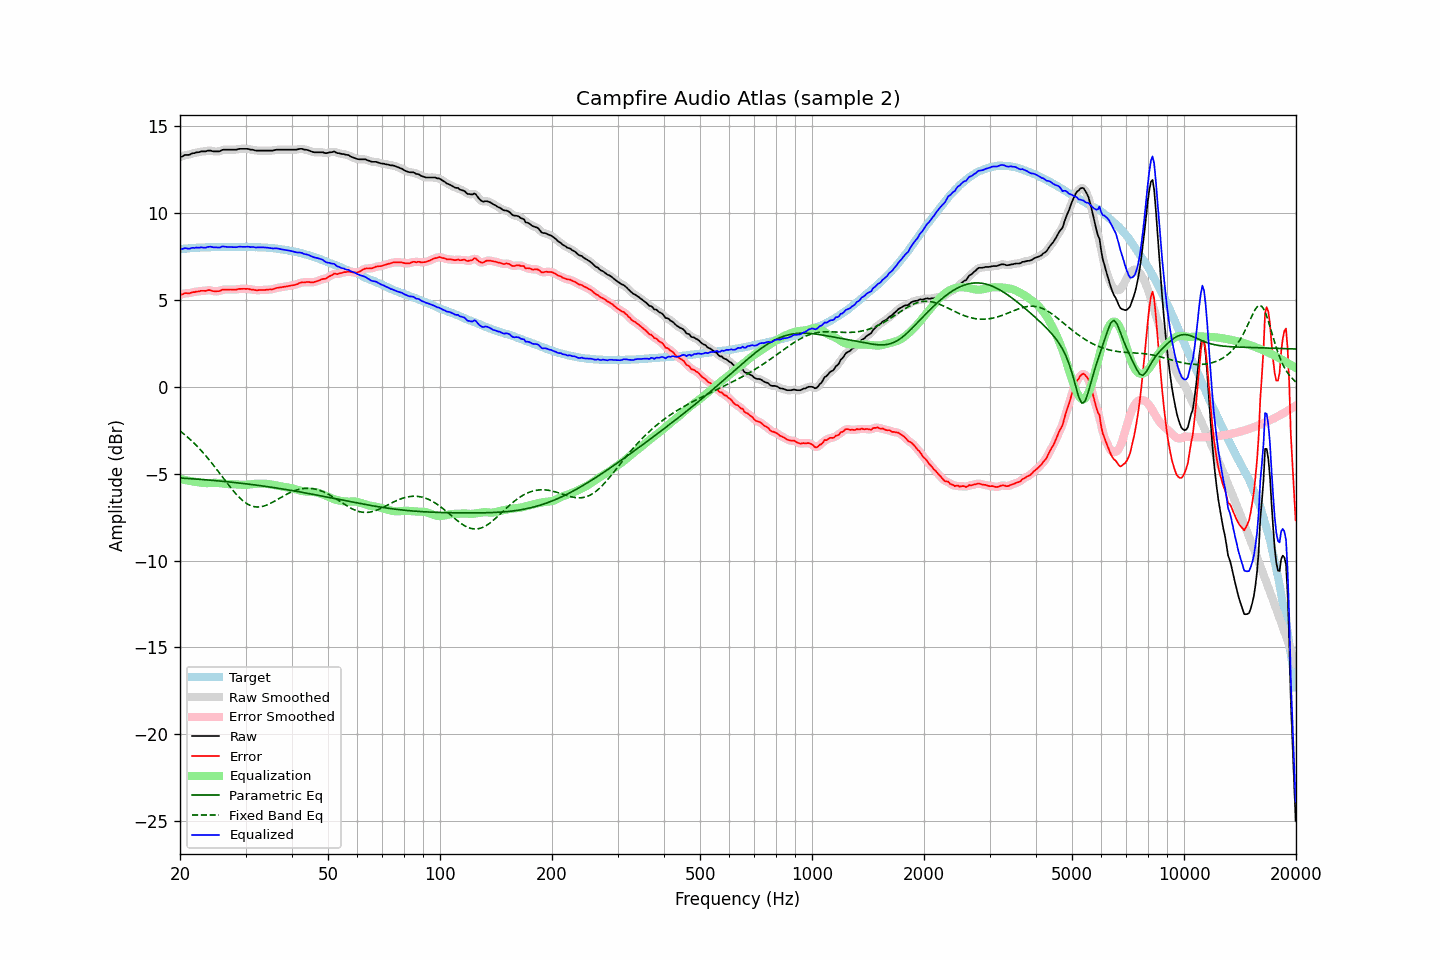 Campfire Audio Atlas (sample 2)
15
10
5
0
−5
−10
−15
−20
−25
Amplitude (dBr)
Target
Raw Smoothed
Error Smoothed
Raw
Error
Equalization
Parametric Eq
Fixed Band Eq
Equalized
20 50 100 200 500 1000 2000 5000 10000 20000
Frequency (Hz)